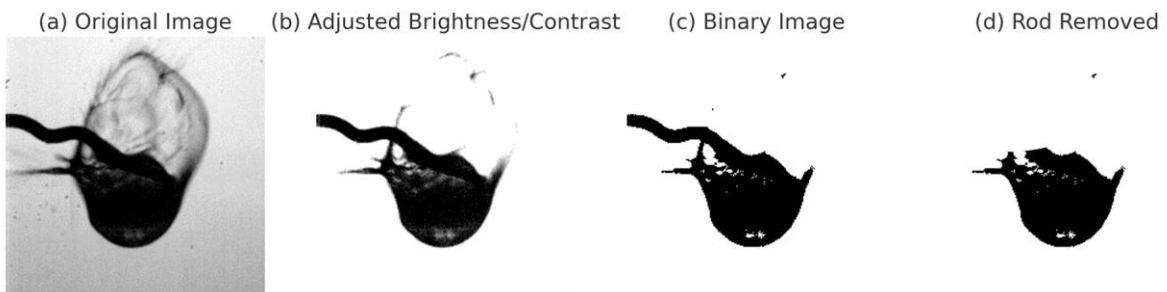 (a) Original Image
(b) Adjusted Brightness/Contrast
(c) Binary Image
(d) Rod Removed